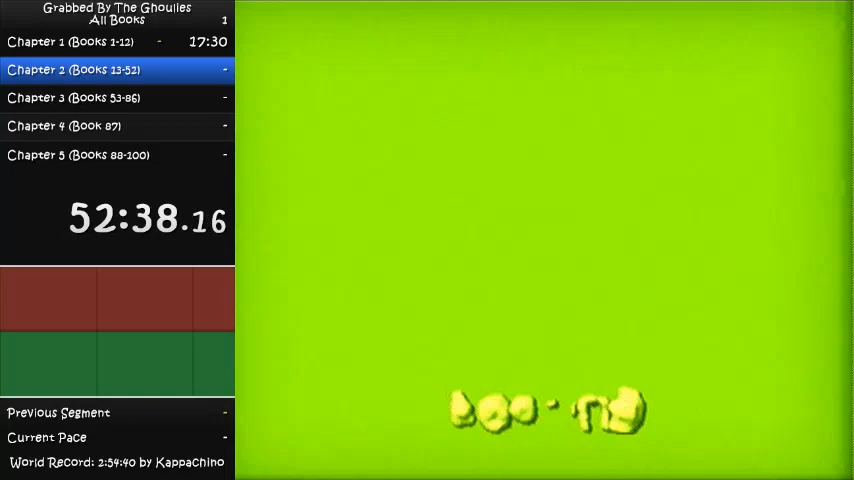 Grabbed By The Ghoulies
All Books 1
Chapter 1 (Books 1-12) - 17:30
Chapter 2 (Books 13-52) -
Chapter 3 (Books 53-86) -
Chapter 4 (Book 87) -
Chapter 5 (Books 88-100) -
52:38.16
Previous Segment -
Current Pace -
World Record: 2:54:40 by Kappachino